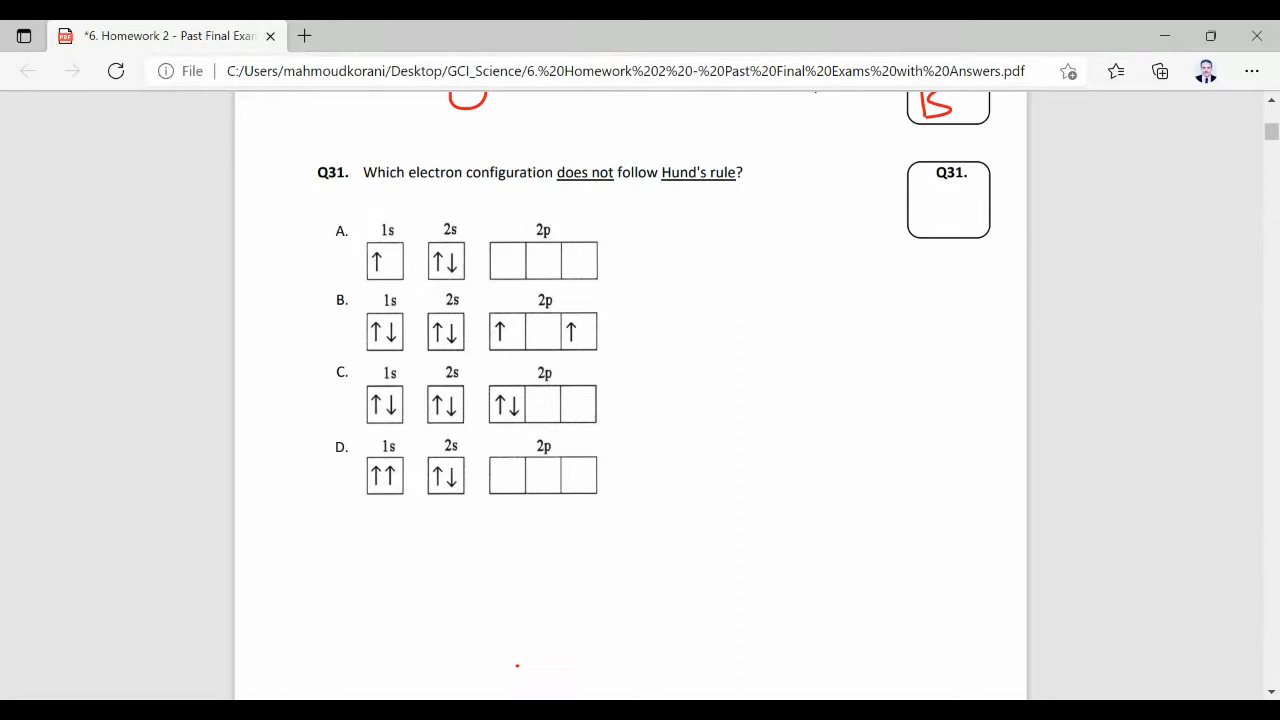 *6. Homework 2 - Past Final Exan
File
C:/Users/mahmoudkorani/Desktop/GCI_Science/6.%20Homework%202%20-%20Past%20Final%20Exams%20with%20Answers.pdf
B
Q31. Which electron configuration does not follow Hund's rule?
Q31.
A. 1s 2s 2p
↑ ↑↓
B. 1s 2s 2p
↑↓ ↑↓ ↑ ↑
C. 1s 2s 2p
↑↓ ↑↓ ↑↓
D. 1s 2s 2p
↑↑ ↑↓